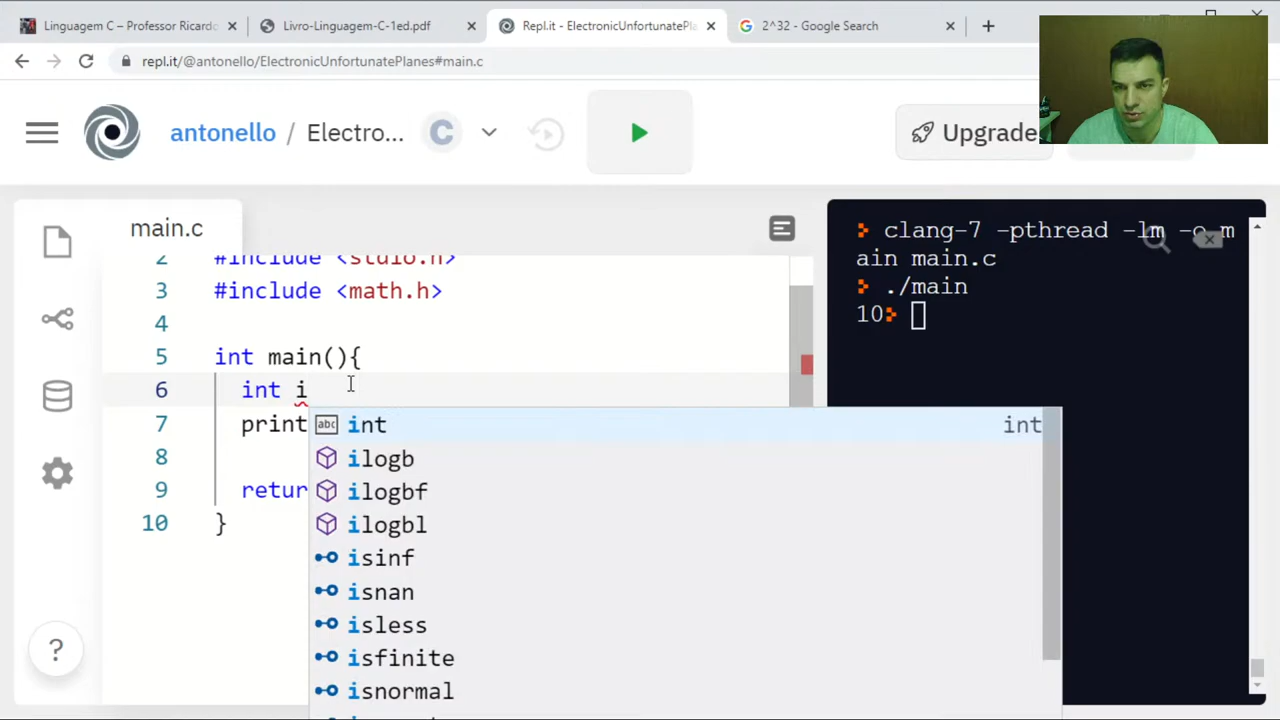 Linguagem C – Professor Ricardo
Livro-Linguagem-C-1ed.pdf
Repl.it - ElectronicUnfortunatePla
2^32 - Google Search
repl.it/@antonello/ElectronicUnfortunatePlanes#main.c
antonello / Electro... C
Upgrade
main.c
2 #include <stdio.h>
3 #include <math.h>
4
5 int main(){
6 int i
7 print
8
9 retur
10 }
abc int int
ilogb
ilogbf
ilogbl
isinf
isnan
isless
isfinite
isnormal
?
clang-7 -pthread -lm -o m
ain main.c
./main
10